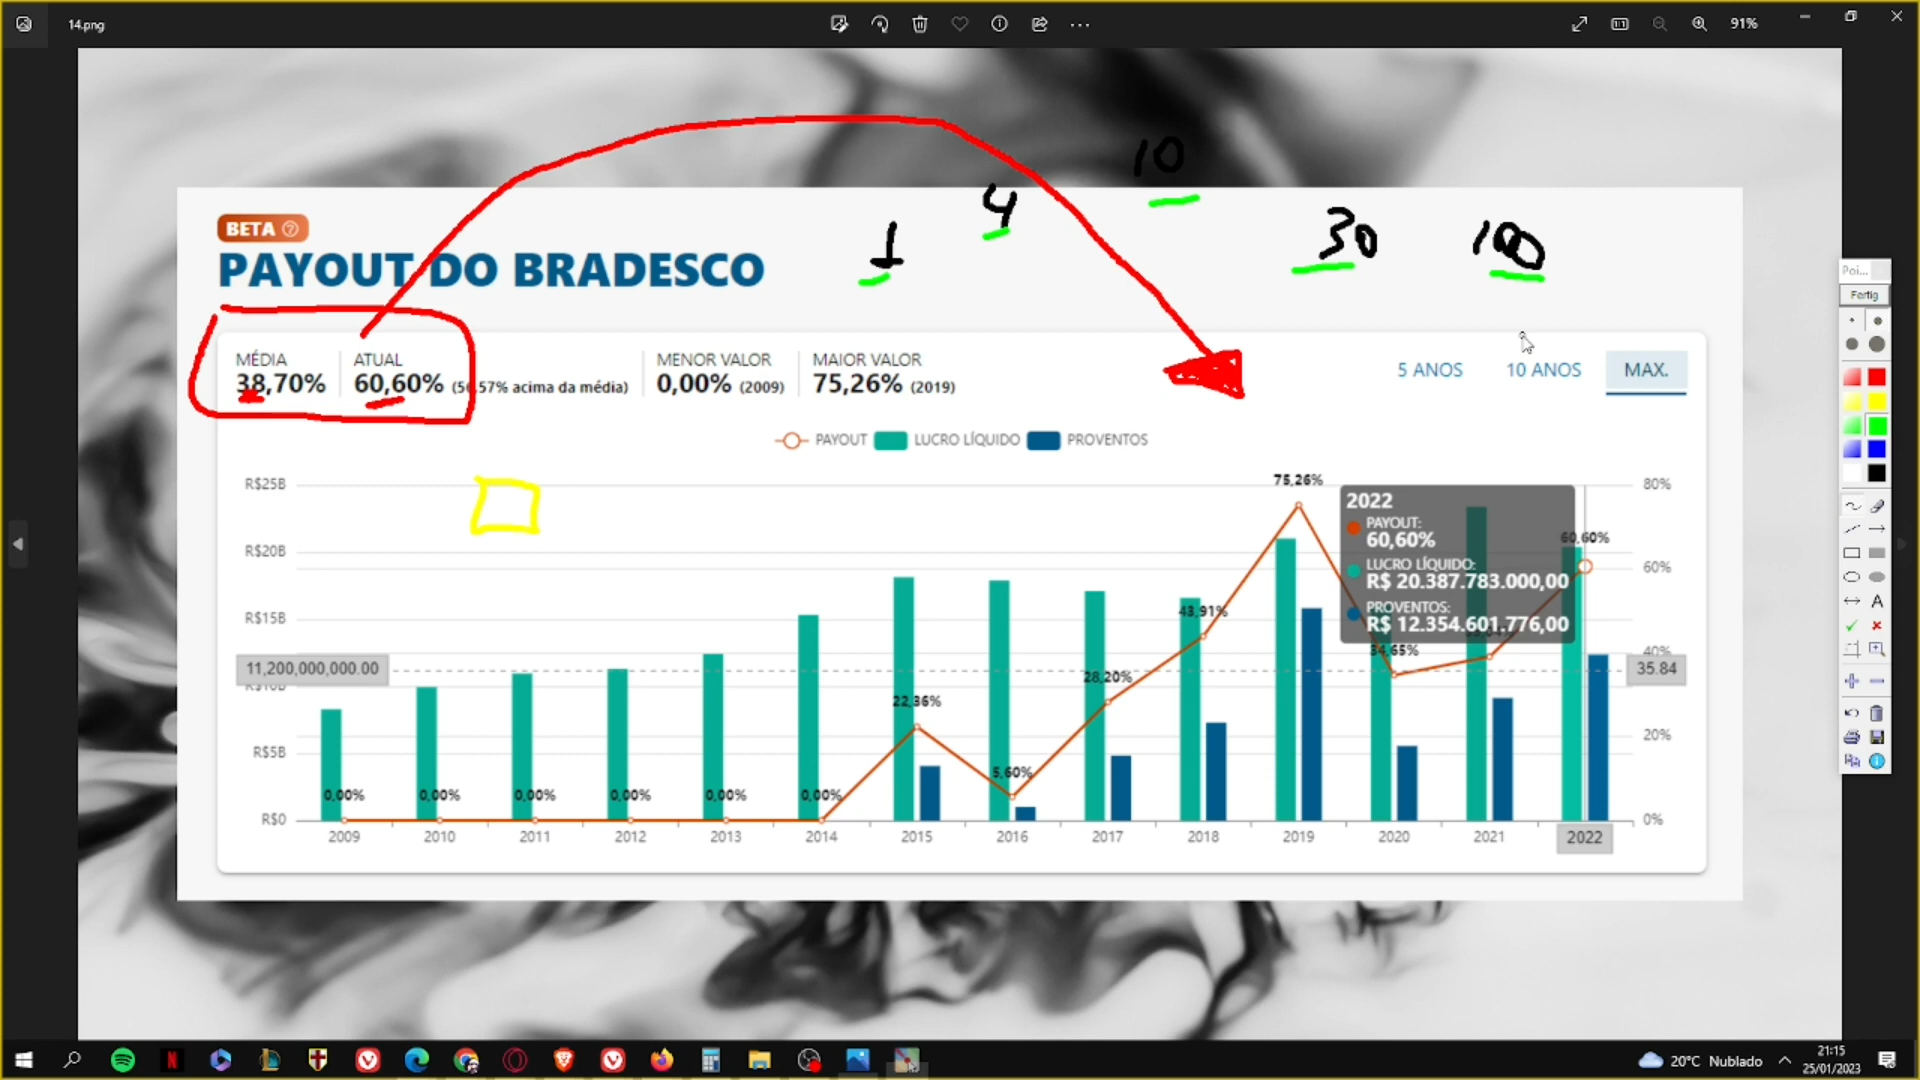 14.png
91%
10
4
1
30
100
BETA
PAYOUT DO BRADESCO
MÉDIA
38,70%
ATUAL
60,60% (56,57% acima da média)
MENOR VALOR
0,00% (2009)
MAIOR VALOR
75,26% (2019)
5 ANOS
10 ANOS
MAX.
PAYOUT
LUCRO LÍQUIDO
PROVENTOS
R$25B
R$20B
R$15B
R$10B
R$5B
R$0
11,200,000,000.00
80%
60%
40%
20%
0%
35.84
0,00%
0,00%
0,00%
0,00%
0,00%
0,00%
22,36%
5,60%
28,20%
43,91%
75,26%
34,65%
60,60%
2022
PAYOUT:
60,60%
LUCRO LÍQUIDO:
R$ 20.387.783.000,00
PROVENTOS:
R$ 12.354.601.776,00
2009
2010
2011
2012
2013
2014
2015
2016
2017
2018
2019
2020
2021
2022
Poi...
Fertig
A
20°C Nublado
21:15
25/01/2023